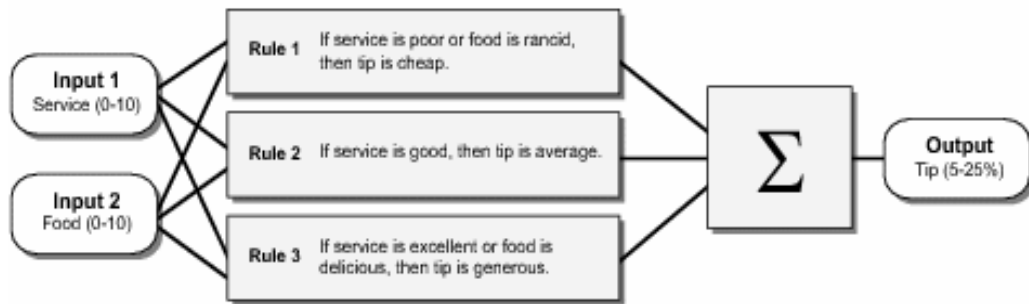 Input 1
Service (0-10)
Input 2
Food (0-10)
Rule 1
If service is poor or food is rancid,
then tip is cheap.
Rule 2
If service is good, then tip is average.
Rule 3
If service is excellent or food is
delicious, then tip is generous.
Σ
Output
Tip (5-25%)